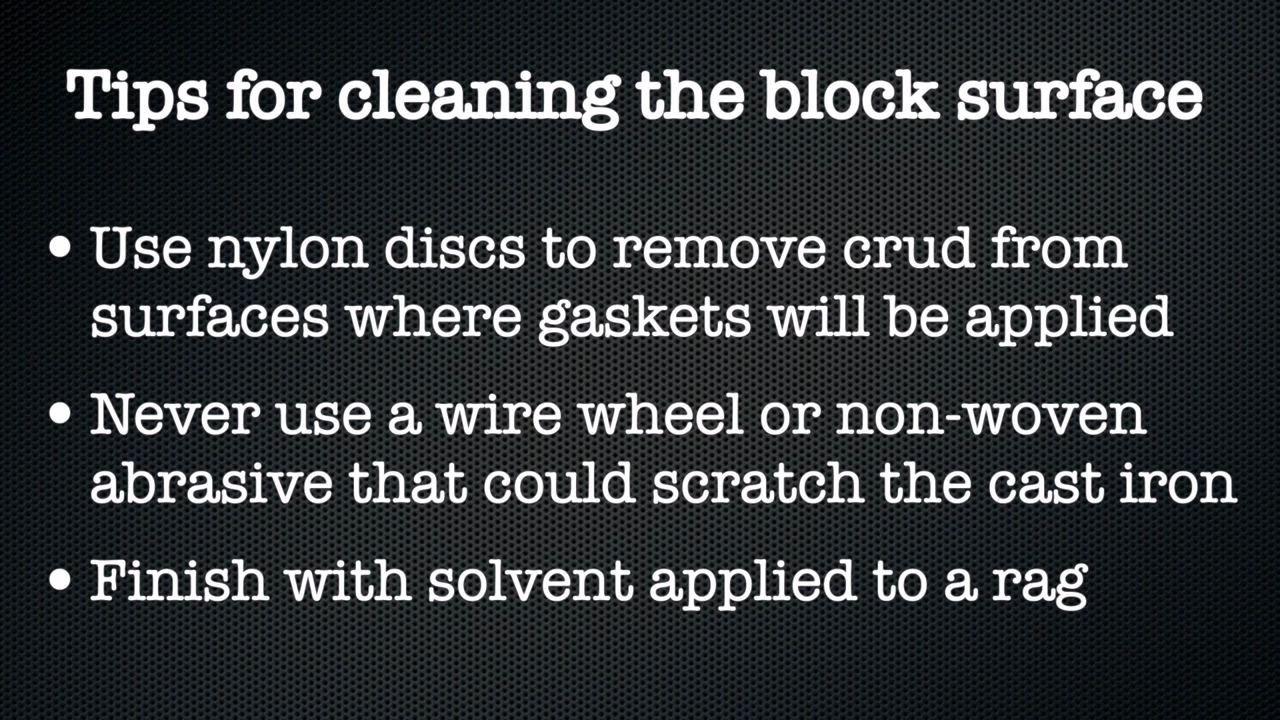 Tips for cleaning the block surface
• Use nylon discs to remove crud from
surfaces where gaskets will be applied
• Never use a wire wheel or non-woven
abrasive that could scratch the cast iron
• Finish with solvent applied to a rag